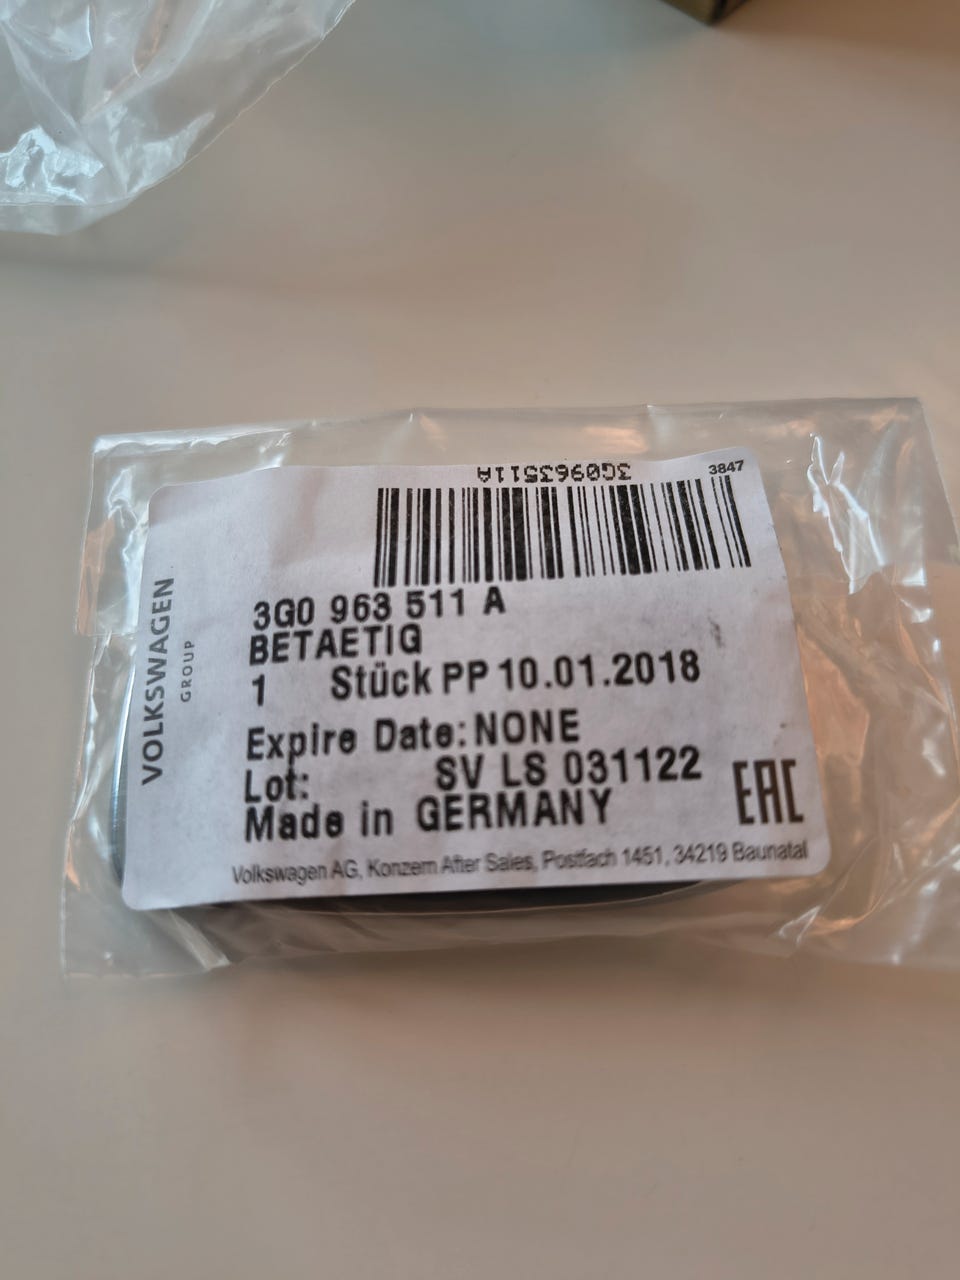 3G0963511A
3847
VOLKSWAGEN
GROUP
3G0 963 511 A
BETAETIG
1 Stück PP 10.01.2018
Expire Date: NONE
Lot: SV LS 031122
Made in GERMANY
EAC
Volkswagen AG, Konzern After Sales, Postfach 1451, 34219 Baunatal